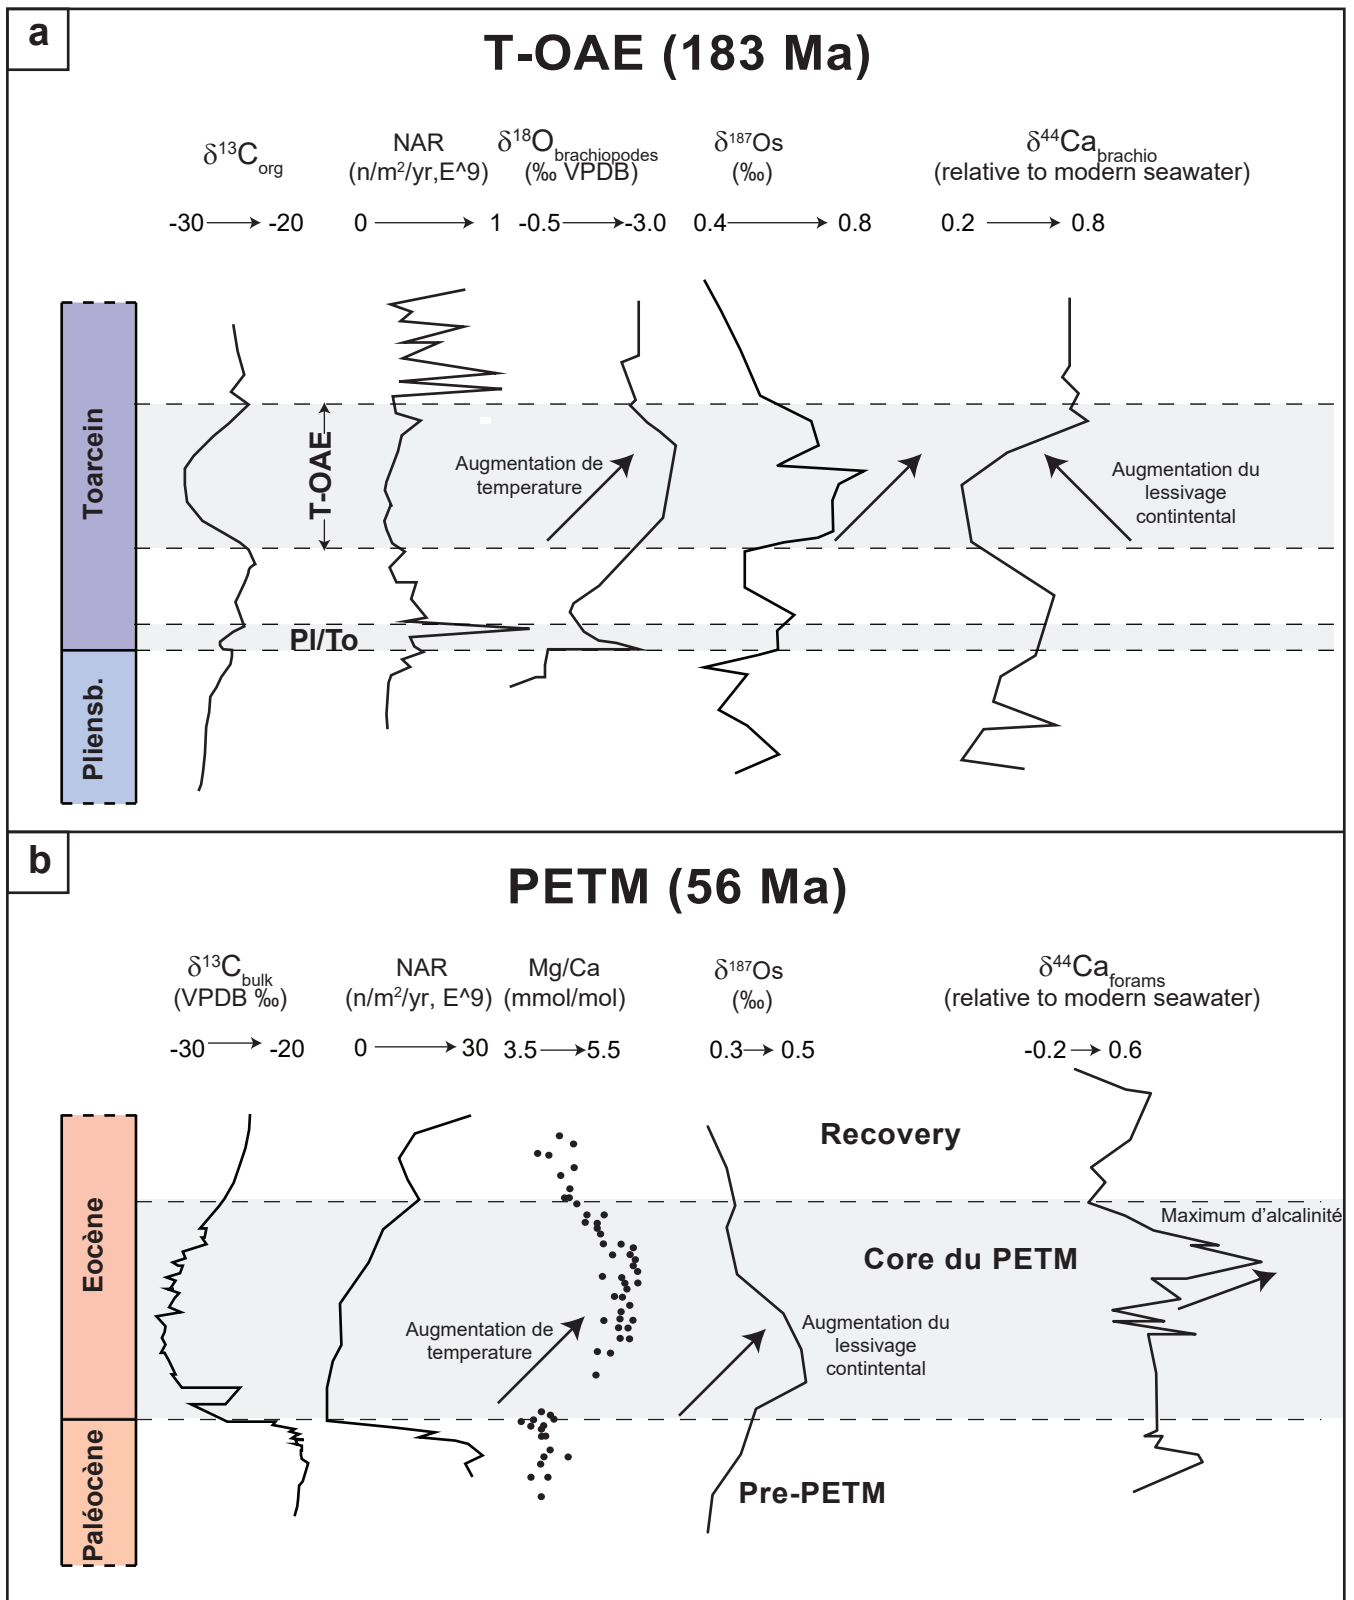 a
T-OAE (183 Ma)
δ¹³Corg
NAR
(n/m²/yr,E^9)
δ¹⁸Obrachiopodes
(‰ VPDB)
δ¹⁸⁷Os
(‰)
δ⁴⁴Cabrachio
(relative to modern seawater)
-30 -20
0 1
-0.5 -3.0
0.4 0.8
0.2 0.8
Toarcein
Pliensb.
T-OAE
Pl/To
Augmentation de
temperature
Augmentation du
lessivage
contintental
b
PETM (56 Ma)
δ¹³Cbulk
(VPDB ‰)
NAR
(n/m²/yr, E^9)
Mg/Ca
(mmol/mol)
δ¹⁸⁷Os
(‰)
δ⁴⁴Caforams
(relative to modern seawater)
-30 -20
0 30
3.5 5.5
0.3 0.5
-0.2 0.6
Eocène
Paléocène
Recovery
Maximum d'alcalinité
Core du PETM
Augmentation de
temperature
Augmentation du
lessivage
contintental
Pre-PETM